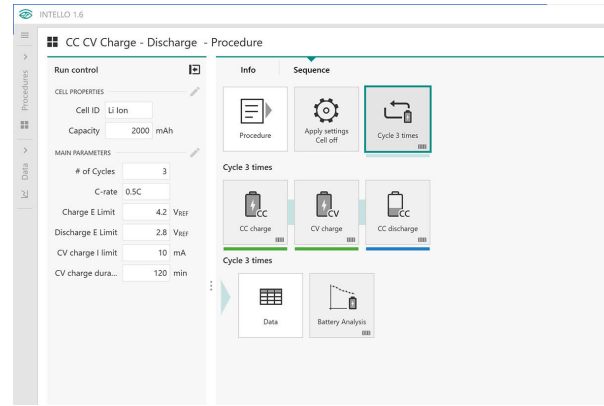 INTELLO 1.6
CC CV Charge - Discharge - Procedure
Run control
CELL PROPERTIES
Cell ID Li Ion
Capacity 2000 mAh
MAIN PARAMETERS
# of Cycles 3
C-rate 0.5C
Charge E Limit 4.2 VREF
Discharge E Limit 2.8 VREF
CV charge I limit 10 mA
CV charge dura... 120 min
Procedures
Data
Info Sequence
Procedure
Apply settings
Cell off
Cycle 3 times
Cycle 3 times
CC
CC charge
CV
CV charge
CC
CC discharge
Cycle 3 times
Data
Battery Analysis